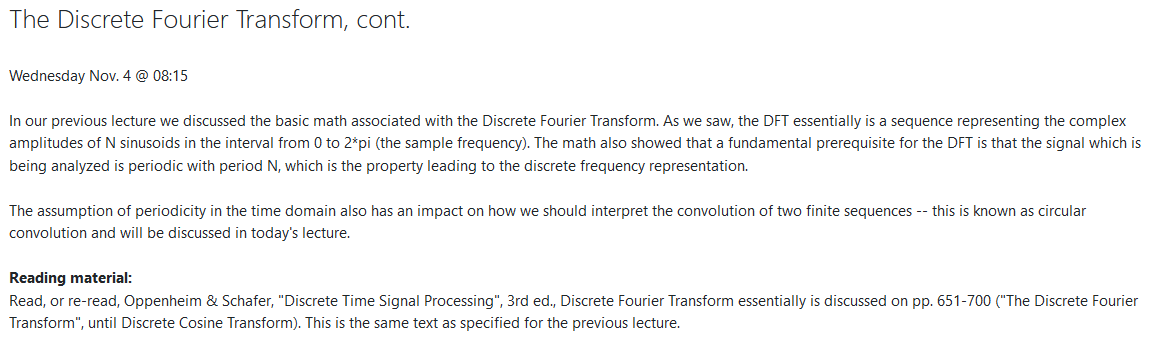 The Discrete Fourier Transform, cont.
Wednesday Nov. 4 @ 08:15
In our previous lecture we discussed the basic math associated with the Discrete Fourier Transform. As we saw, the DFT essentially is a sequence representing the complex
amplitudes of N sinusoids in the interval from 0 to 2*pi (the sample frequency). The math also showed that a fundamental prerequisite for the DFT is that the signal which is
being analyzed is periodic with period N, which is the property leading to the discrete frequency representation.
The assumption of periodicity in the time domain also has an impact on how we should interpret the convolution of two finite sequences -- this is known as circular
convolution and will be discussed in today's lecture.
Reading material:
Read, or re-read, Oppenheim & Schafer, "Discrete Time Signal Processing", 3rd ed., Discrete Fourier Transform essentially is discussed on pp. 651-700 ("The Discrete Fourier
Transform", until Discrete Cosine Transform). This is the same text as specified for the previous lecture.